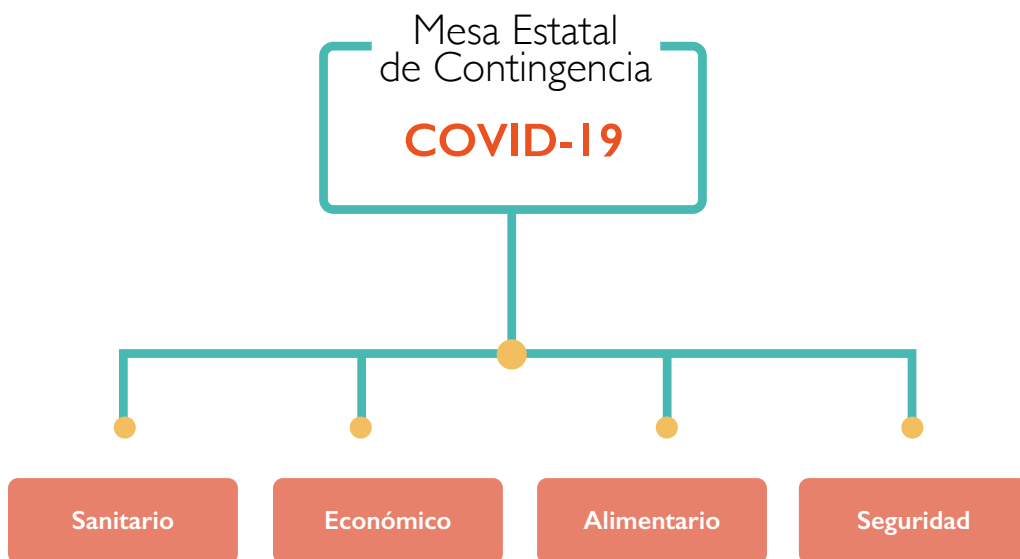 Mesa Estatal
de Contingencia
COVID-19
Sanitario
Económico
Alimentario
Seguridad